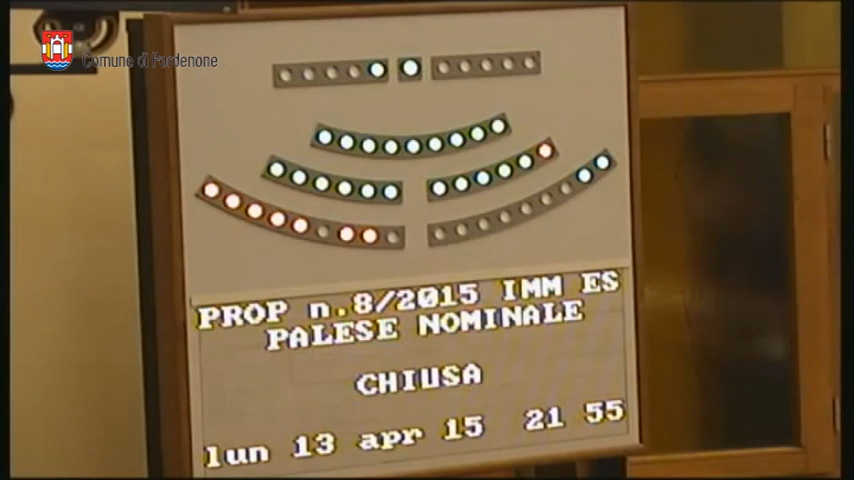 Comune di Pordenone
PROP n.8/2015 IMM ES
PALESE NOMINALE
CHIUSA
lun 13 apr 15 21 55